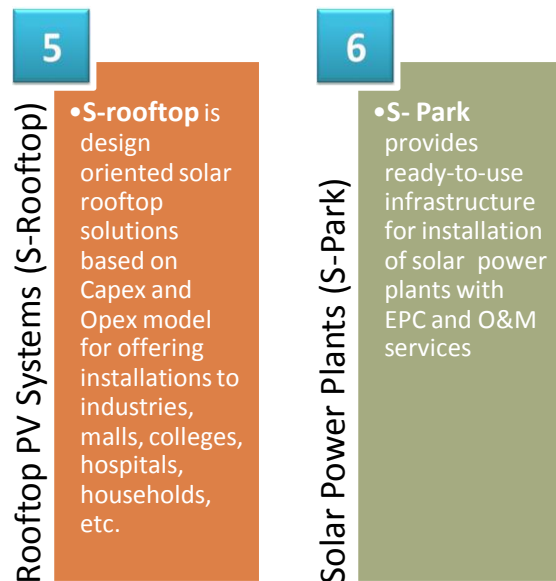 5
Rooftop PV Systems (S-Rooftop)
•S-rooftop is
design
oriented solar
rooftop
solutions
based on
Capex and
Opex model
for offering
installations to
industries,
malls, colleges,
hospitals,
households,
etc.
6
Solar Power Plants (S-Park)
•S- Park
provides
ready-to-use
infrastructure
for installation
of solar power
plants with
EPC and O&M
services